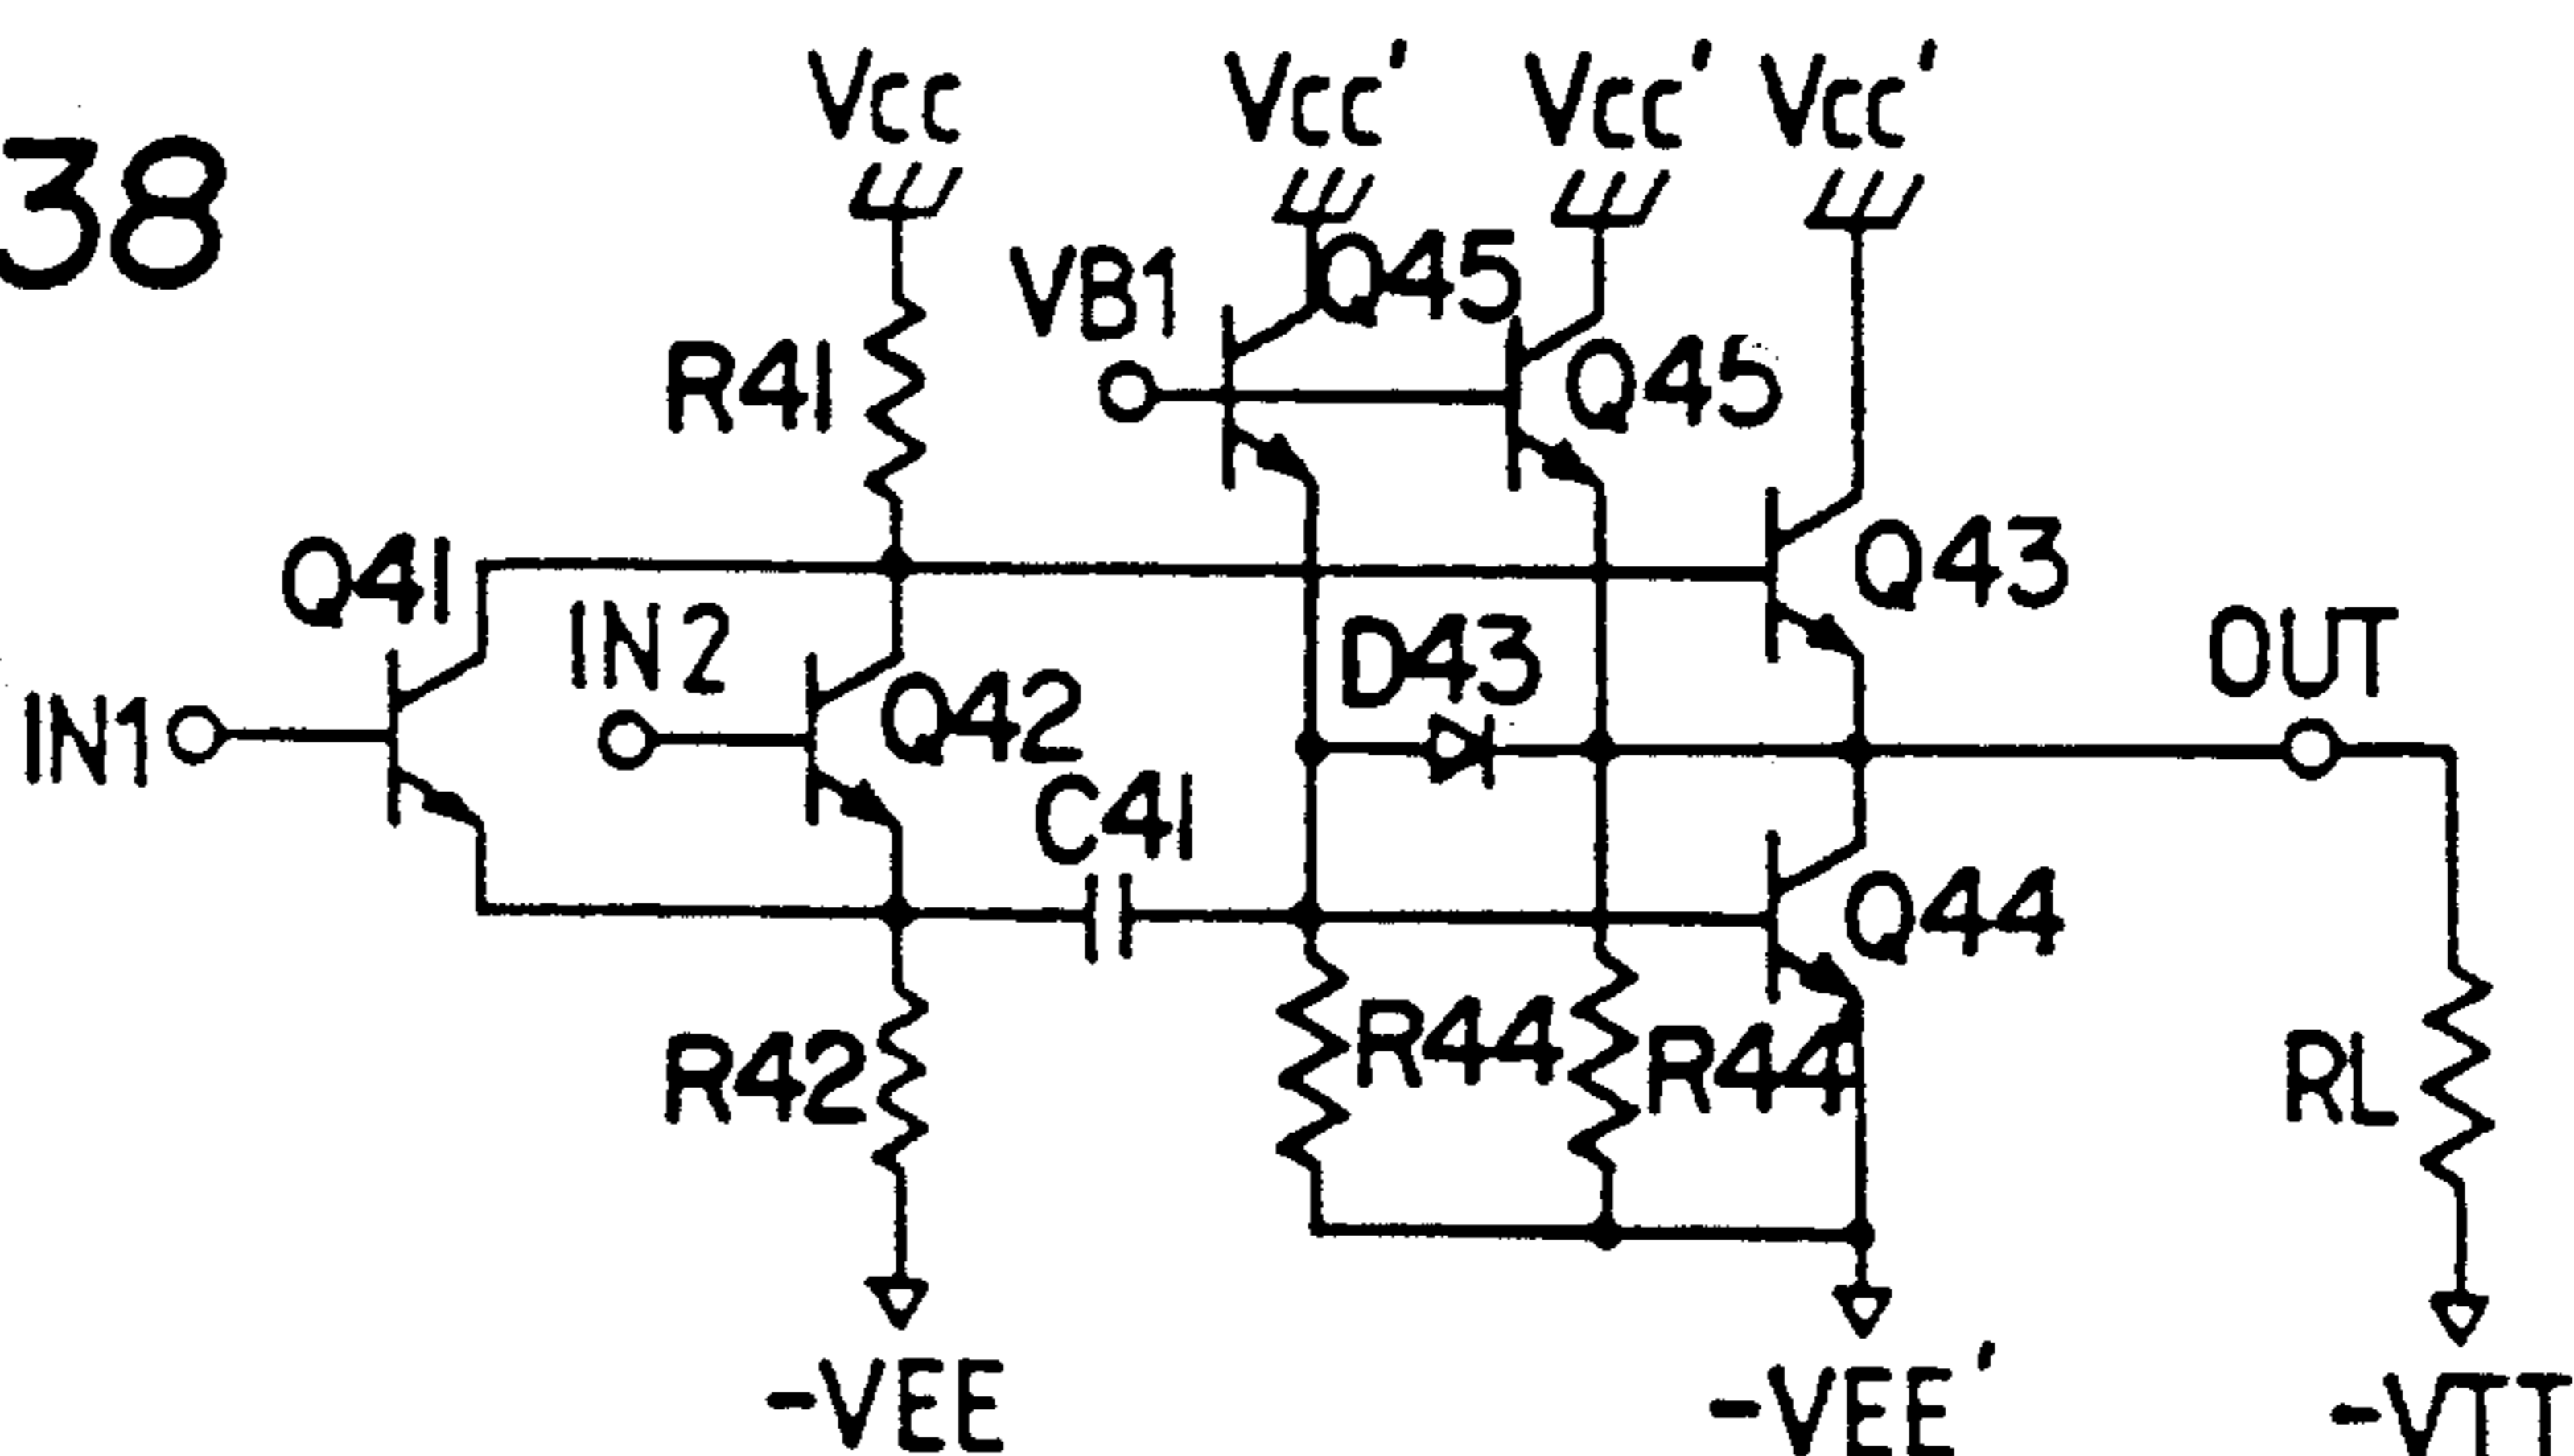 38
Vcc
Vcc'
Vcc'
Vcc'
VB1
Q45
R41
Q45
Q41
Q43
IN2
D43
OUT
IN1
Q42
C41
Q44
R42
R44
R44
RL
-VEE
-VEE'
-VTT